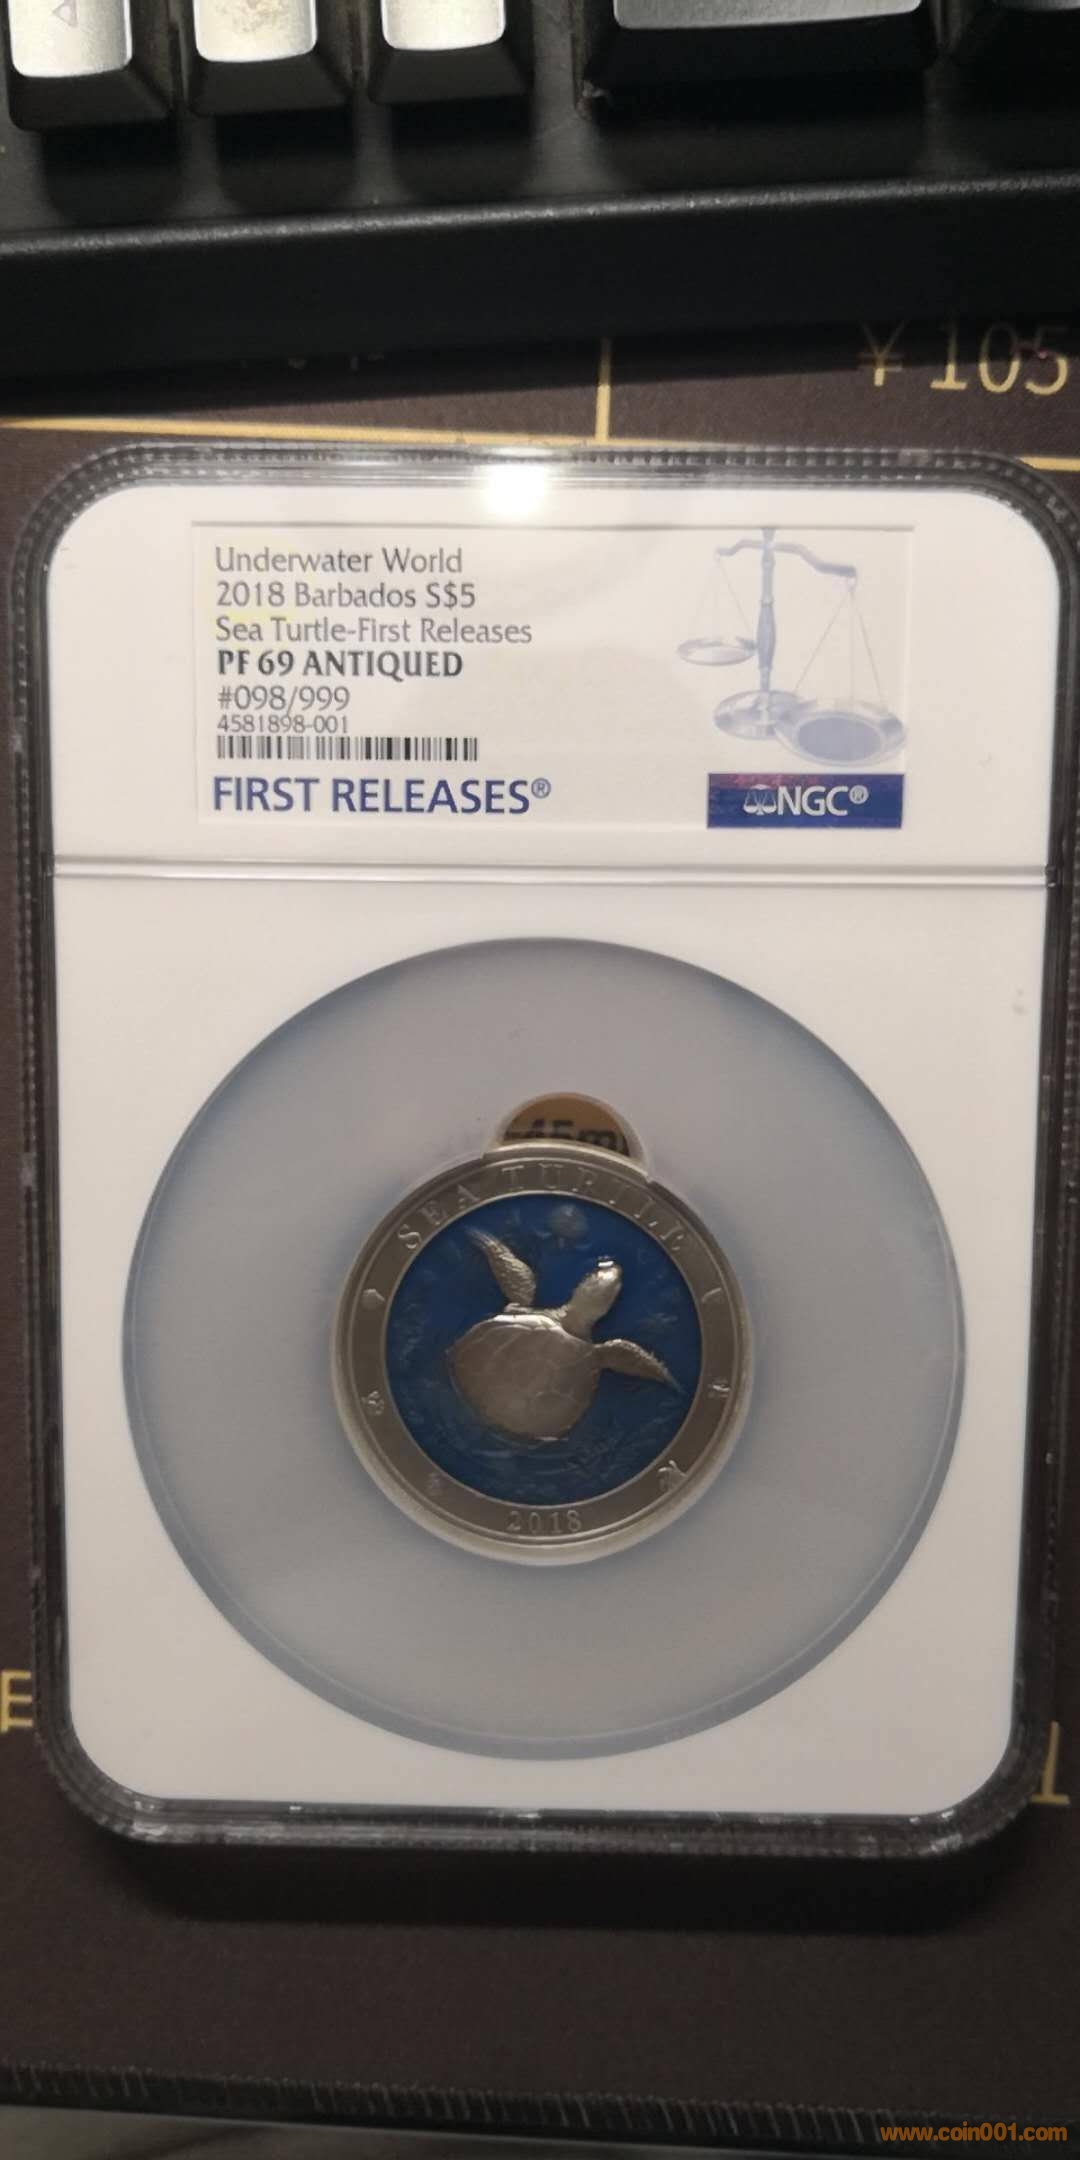 ¥105
Underwater World
2018 Barbados S$5
Sea Turtle-First Releases
PF 69 ANTIQUED
#098/999
4581898-001
FIRST RELEASES®
NGC®
SEA TURTLE
2018
www.coin001.com